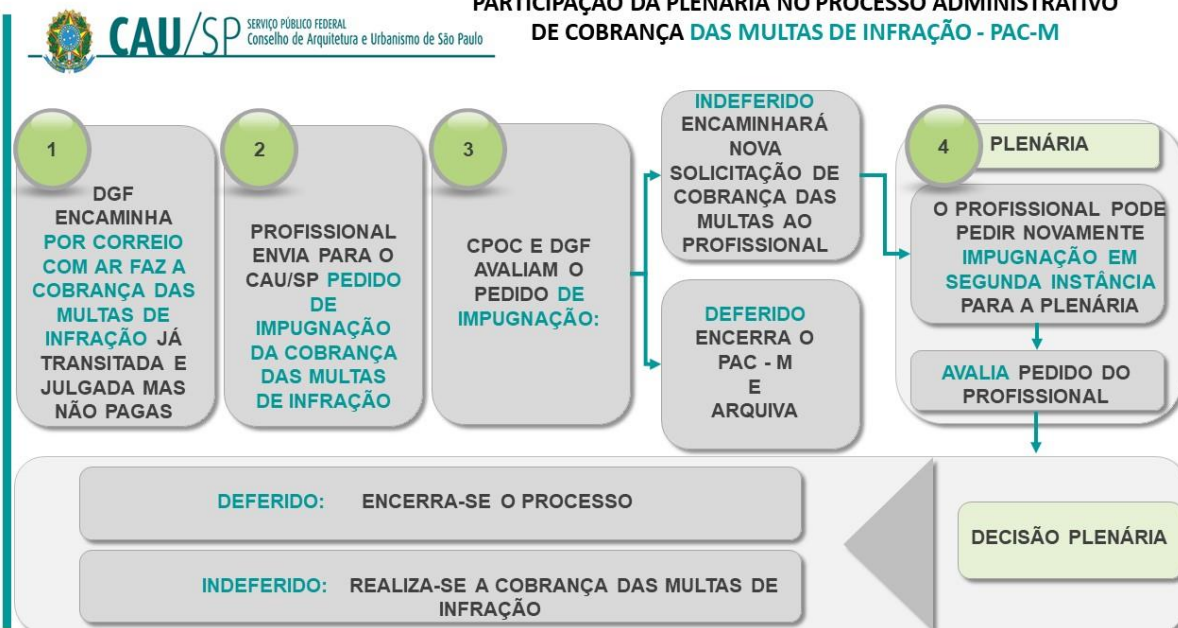 PARTICIPAÇÃO DA PLENÁRIA NO PROCESSO ADMINISTRATIVO
DE COBRANÇA DAS MULTAS DE INFRAÇÃO - PAC-M
CAU/SP
SERVIÇO PÚBLICO FEDERAL
Conselho de Arquitetura e Urbanismo de São Paulo
1
DGF
ENCAMINHA
POR CORREIO
COM AR FAZ A
COBRANÇA DAS
MULTAS DE
INFRAÇÃO JÁ
TRANSITADA E
JULGADA MAS
NÃO PAGAS
2
PROFISSIONAL
ENVIA PARA O
CAU/SP PEDIDO
DE
IMPUGNAÇÃO
DA COBRANÇA
DAS MULTAS
DE INFRAÇÃO
3
CPOC E DGF
AVALIAM O
PEDIDO DE
IMPUGNAÇÃO:
INDEFERIDO
ENCAMINHARÁ
NOVA
SOLICITAÇÃO DE
COBRANÇA DAS
MULTAS AO
PROFISSIONAL
DEFERIDO
ENCERRA O
PAC - M
E
ARQUIVA
4
PLENÁRIA
O PROFISSIONAL PODE
PEDIR NOVAMENTE
IMPUGNAÇÃO EM
SEGUNDA INSTÂNCIA
PARA A PLENÁRIA
AVALIA PEDIDO DO
PROFISSIONAL
DECISÃO PLENÁRIA
DEFERIDO: ENCERRA-SE O PROCESSO
INDEFERIDO: REALIZA-SE A COBRANÇA DAS MULTAS DE
INFRAÇÃO